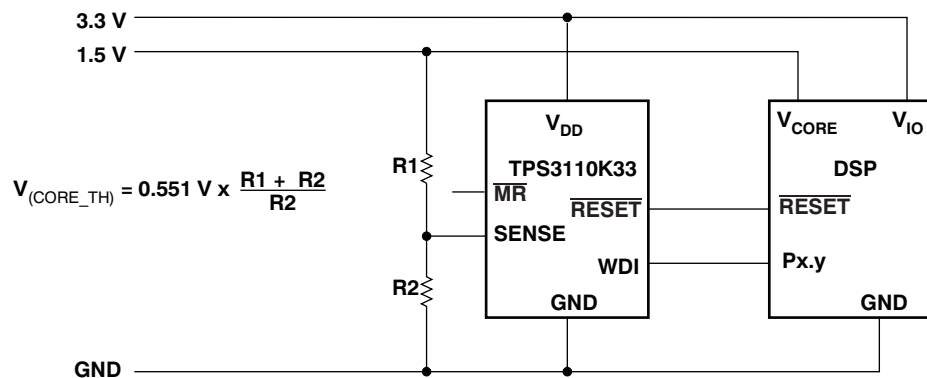 3.3 V
1.5 V
V(CORE_TH) = 0.551 V x R1 + R2
R2
R1
R2
VDD
TPS3110K33
MR
RESET
SENSE
WDI
GND
VCORE VIO
DSP
RESET
Px.y
GND
GND